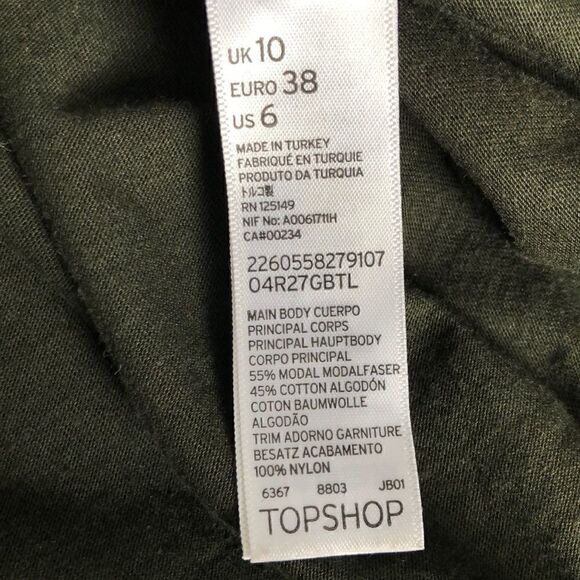 UK 10
EURO 38
US 6
MADE IN TURKEY
FABRIQUÉ EN TURQUIE
PRODUTO DA TURQUIA
トルコ製
RN 125149
NIF No: A0061711H
CA#00234
2260558279107
04R27GBTL
MAIN BODY CUERPO
PRINCIPAL CORPS
PRINCIPAL HAUPTBODY
CORPO PRINCIPAL
55% MODAL MODALFASER
45% COTTON ALGODÓN
COTON BAUMWOLLE
ALGODÃO
TRIM ADORNO GARNITURE
BESATZ ACABAMENTO
100% NYLON
6367 8803 JB01
TOPSHOP